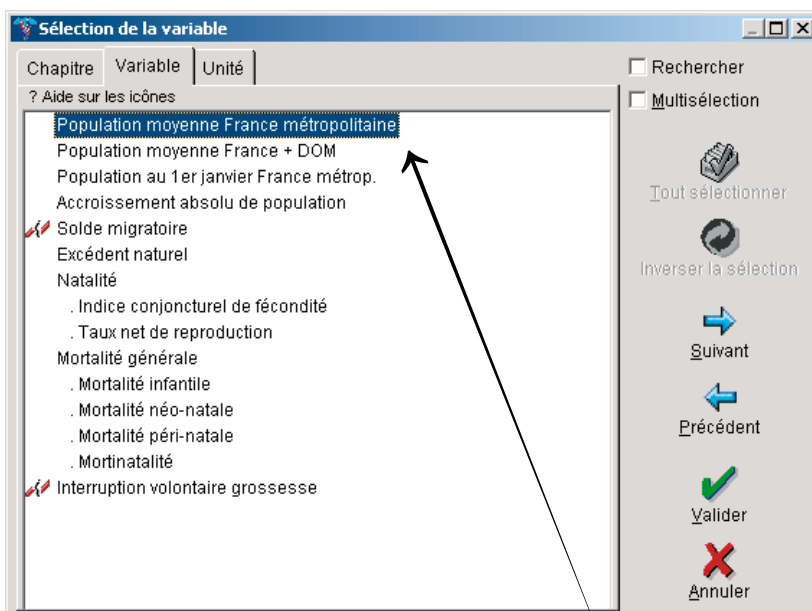 Sélection de la variable
Chapitre Variable Unité
? Aide sur les icônes
Population moyenne France métropolitaine
Population moyenne France + DOM
Population au 1er janvier France métrop.
Accroissement absolu de population
Solde migratoire
Excédent naturel
Natalité
. Indice conjoncturel de fécondité
. Taux net de reproduction
Mortalité générale
. Mortalité infantile
. Mortalité néo-natale
. Mortalité péri-natale
. Mortinatalité
Interruption volontaire grossesse
Rechercher
Multisélection
Tout sélectionner
Inverser la sélection
Suivant
Précédent
Valider
Annuler